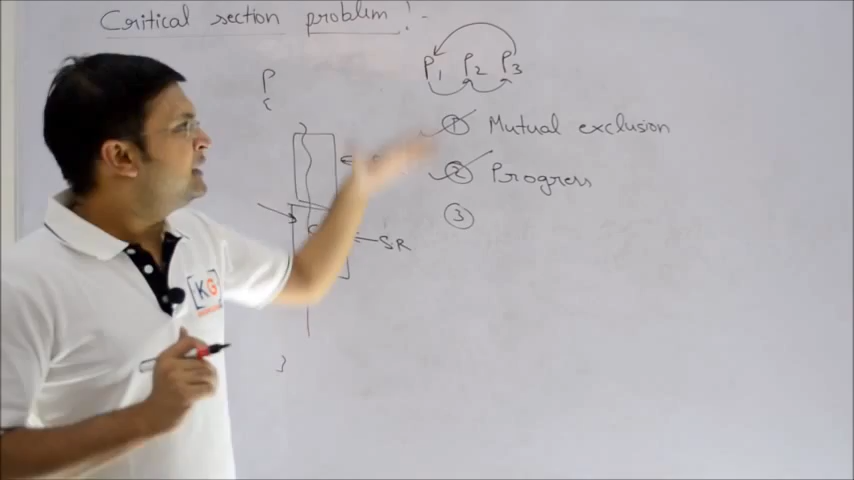 Critical section problem!-
P
P1 P2 P3
① Mutual exclusion
② Progress
SR
③
KG